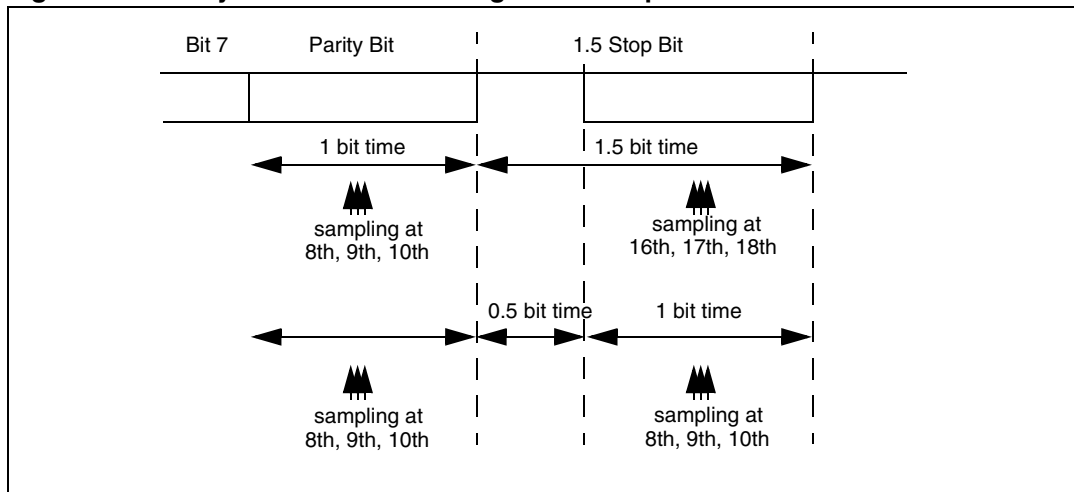 Bit 7 Parity Bit 1.5 Stop Bit
1 bit time 1.5 bit time
sampling at
8th, 9th, 10th
sampling at
16th, 17th, 18th
0.5 bit time 1 bit time
sampling at
8th, 9th, 10th
sampling at
8th, 9th, 10th